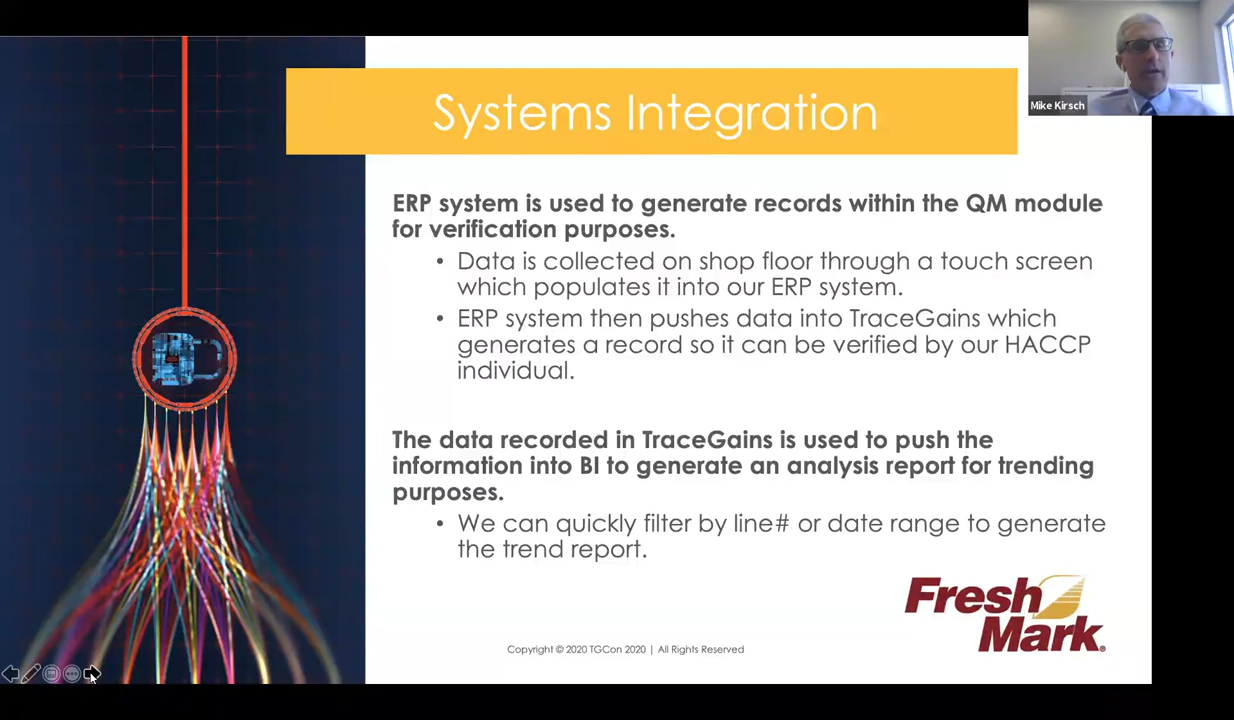 Systems Integration
Mike Kirsch
ERP system is used to generate records within the QM module
for verification purposes.
• Data is collected on shop floor through a touch screen
which populates it into our ERP system.
• ERP system then pushes data into TraceGains which
generates a record so it can be verified by our HACCP
individual.
The data recorded in TraceGains is used to push the
information into BI to generate an analysis report for trending
purposes.
• We can quickly filter by line# or date range to generate
the trend report.
Fresh
Mark®
Copyright © 2020 TGCon 2020 | All Rights Reserved